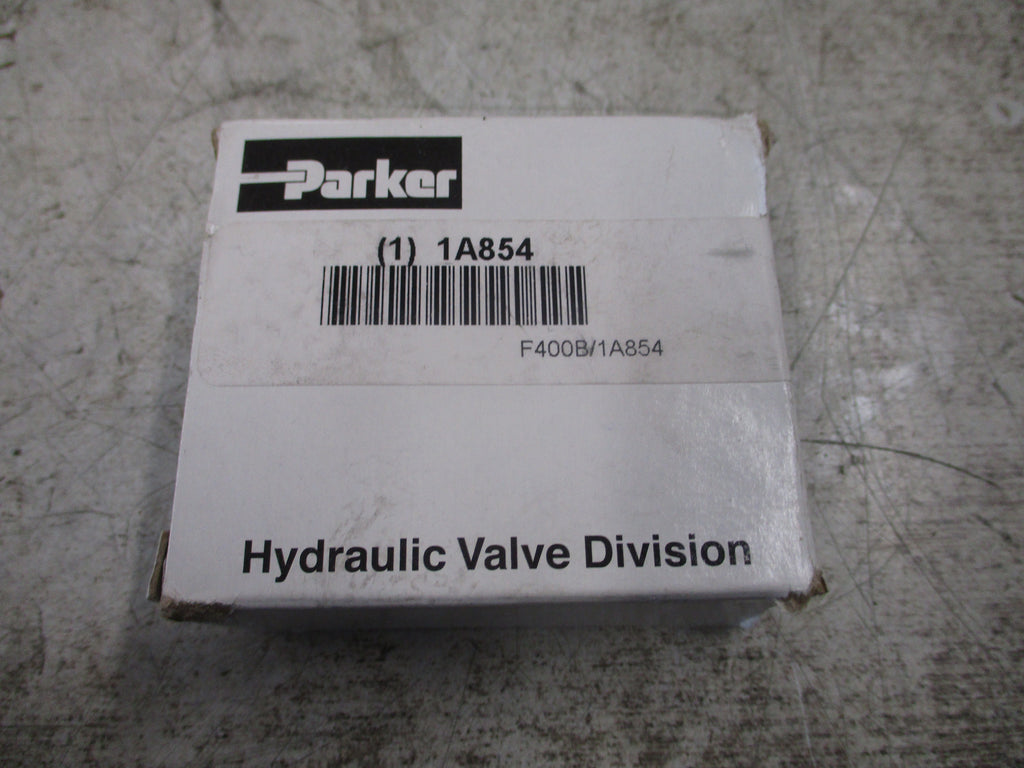 Parker
(1) 1A854
F400B/1A854
Hydraulic Valve Division